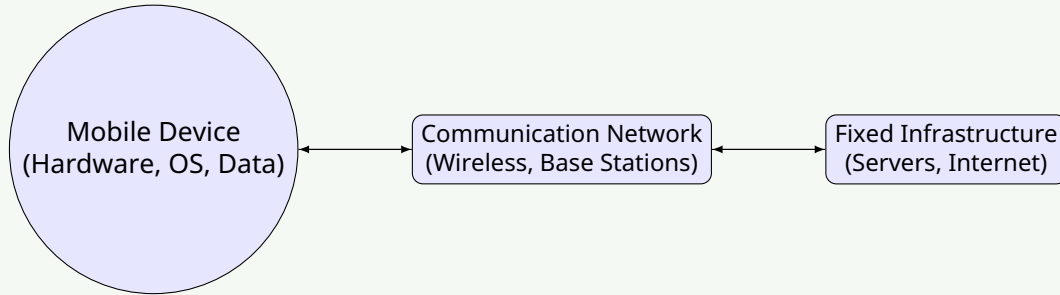 Mobile Device
(Hardware, OS, Data)
Communication Network
(Wireless, Base Stations)
Fixed Infrastructure
(Servers, Internet)